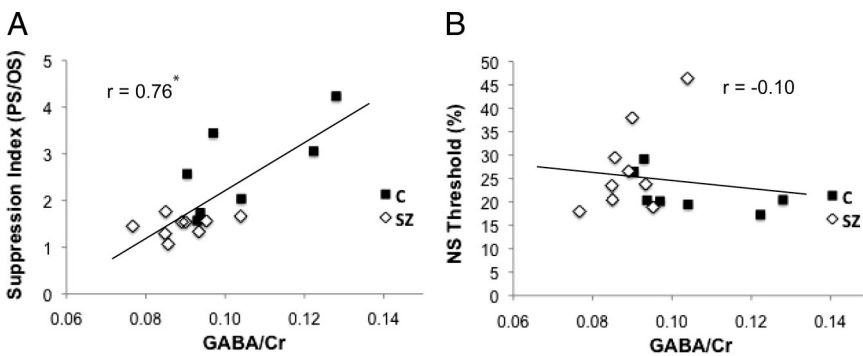 A
Suppression Index (PS/OS)
5
4
3
2
1
0
r = 0.76*
C
SZ
0.06 0.08 0.10 0.12 0.14
GABA/Cr
B
NS Threshold (%)
50
45
40
35
30
25
20
15
10
5
0
r = -0.10
C
SZ
0.06 0.08 0.10 0.12 0.14
GABA/Cr